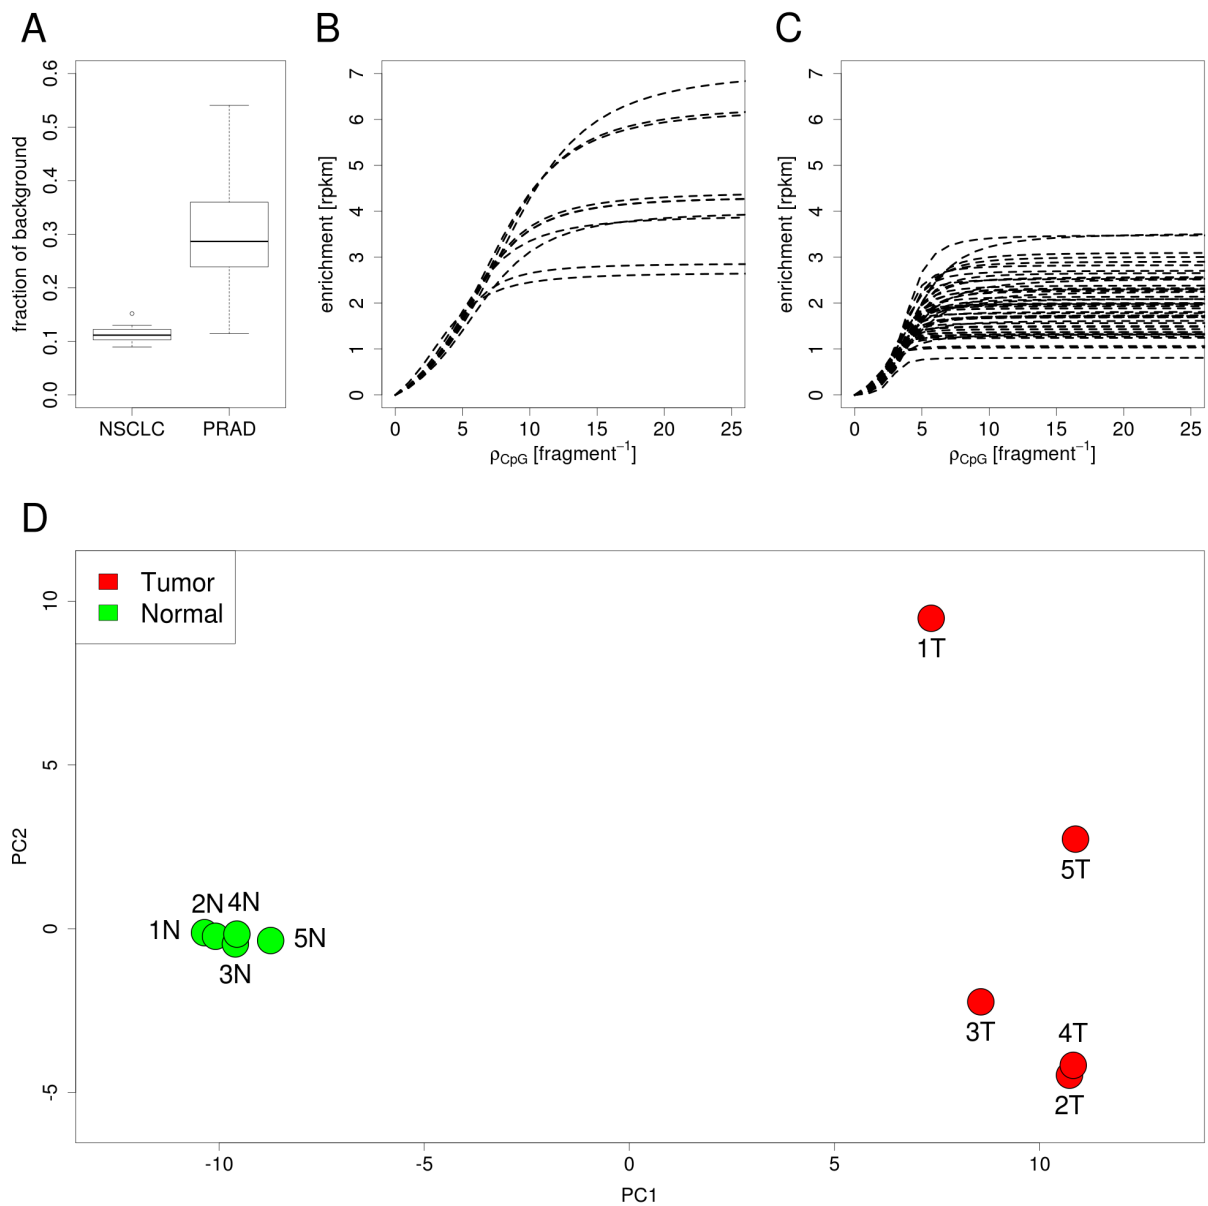 A
B
C
fraction of background
0.0 0.1 0.2 0.3 0.4 0.5 0.6
NSCLC PRAD
enrichment [rpkm]
0 1 2 3 4 5 6 7
0 5 10 15 20 25
ρCpG [fragment⁻¹]
enrichment [rpkm]
0 1 2 3 4 5 6 7
0 5 10 15 20 25
ρCpG [fragment⁻¹]
D
Tumor
Normal
PC2
-5 0 5 10
1T
5T
2N 4N
1N
5N
3N
3T
4T
2T
-10 -5 0 5 10
PC1